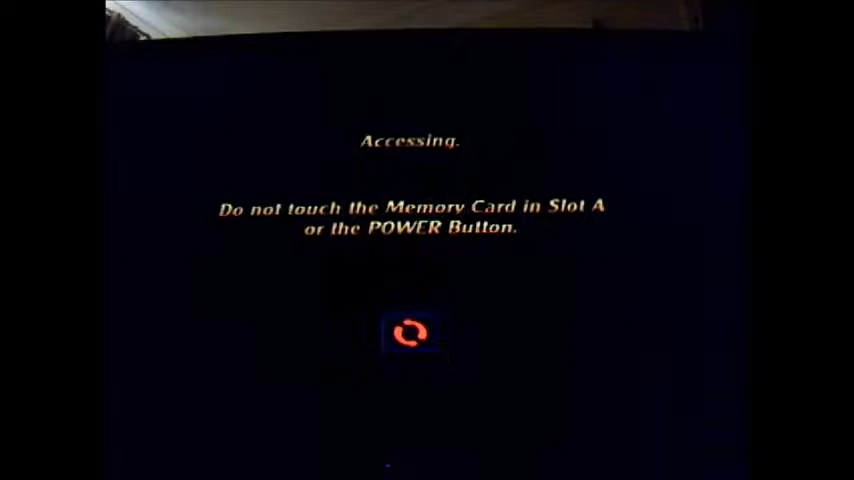 Accessing.
Do not touch the Memory Card in Slot A
or the POWER Button.